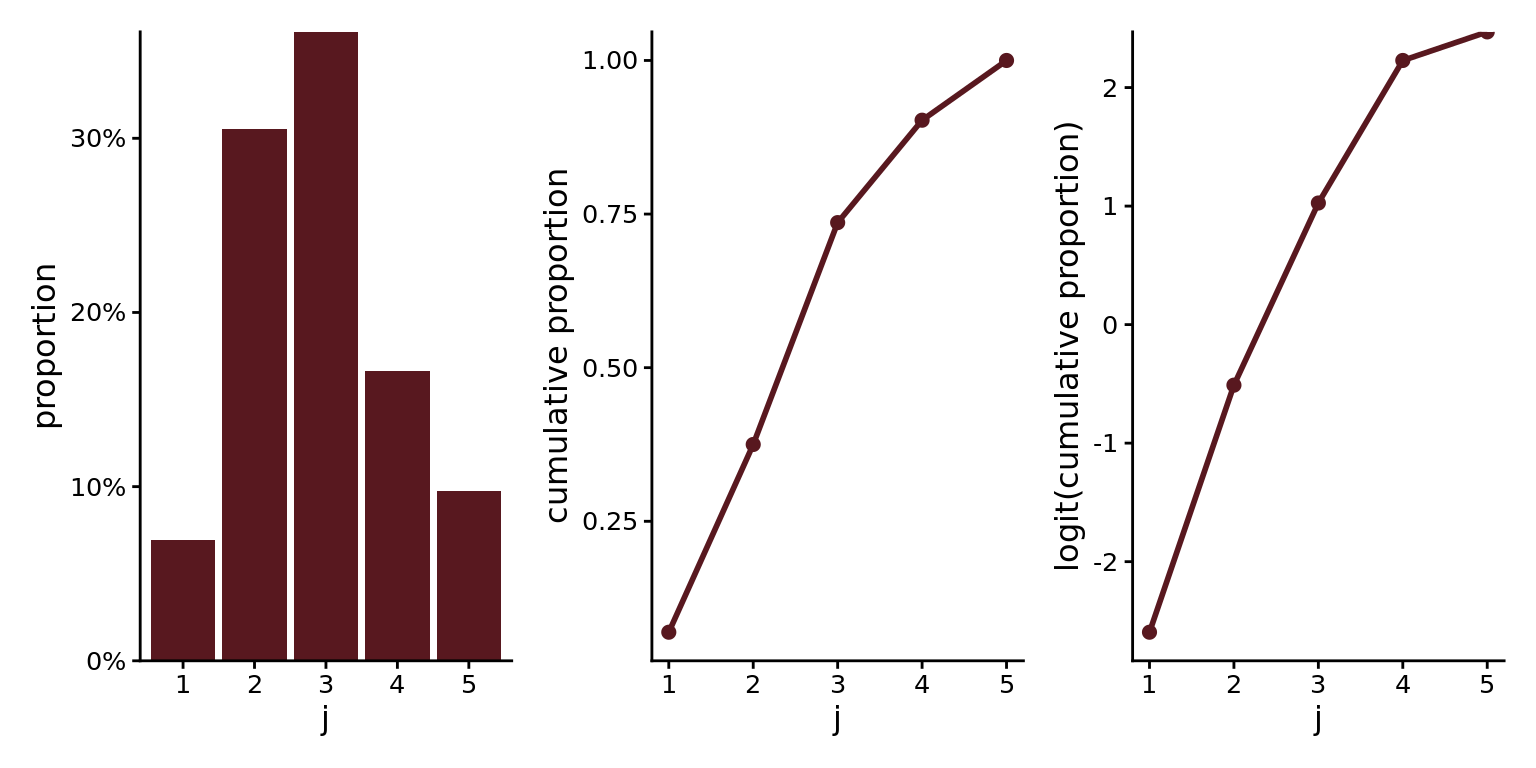 proportion
30%
20%
10%
0%
1 2 3 4 5
j
cumulative proportion
1.00
0.75
0.50
0.25
1 2 3 4 5
j
logit(cumulative proportion)
2
1
0
-1
-2
1 2 3 4 5
j